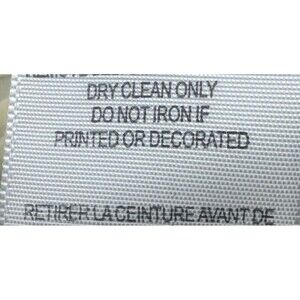 DRY CLEAN ONLY
DO NOT IRON IF
PRINTED OR DECORATED
RETIRER LA CEINTURE AVANT DE